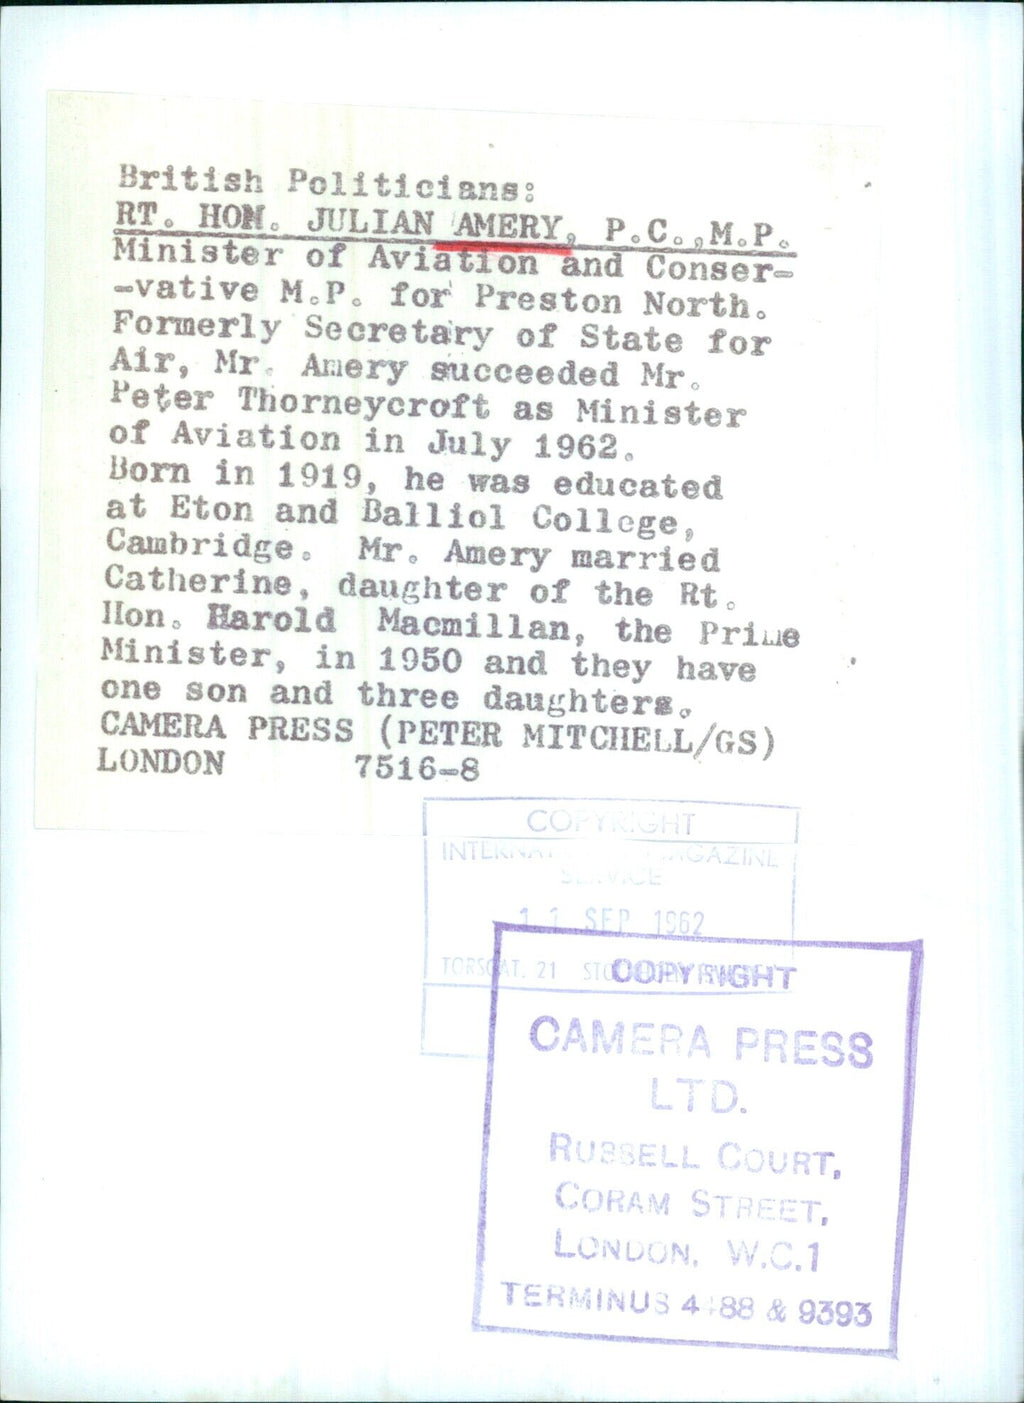 British Politicians:
RT. HON. JULIAN AMERY, P.C.,M.P.
Minister of Aviation and Conser-
-vative M.P. for Preston North.
Formerly Secretary of State for
Air, Mr. Amery succeeded Mr.
Peter Thorneycroft as Minister
of Aviation in July 1962.
Born in 1919, he was educated
at Eton and Balliol College,
Cambridge. Mr. Amery married
Catherine, daughter of the Rt.
Hon. Harold Macmillan, the Prime
Minister, in 1950 and they have
one son and three daughters.
CAMERA PRESS (PETER MITCHELL/GS)
LONDON 7516-8
COPYRIGHT
MAGAZINE
SERVICE
11 SEP 1962
TORSGAT. 21
COPYRIGHT
CAMERA PRESS
LTD.
RUSSELL COURT,
CORAM STREET,
LONDON, W.C.1
TERMINUS 4488 & 9393